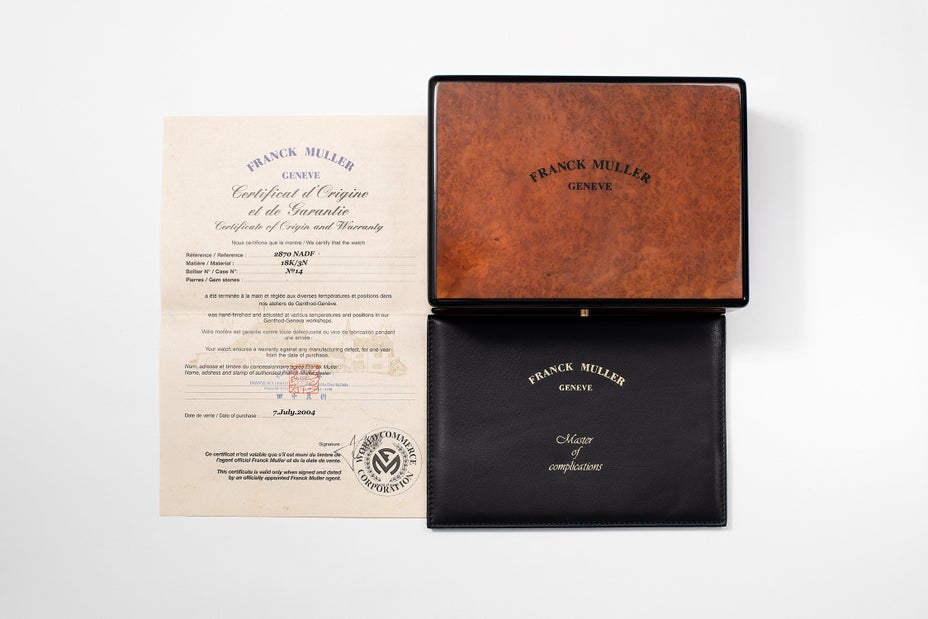 FRANCK MULLER
GENEVE
Certificat d'Origine
et de Garantie
Certificate of Origin and Warranty
Nous certifions que la montre / We certify that the watch
Référence / Reference : 2870 NADF
Matière / Material : 18K/3N
Boîtier N° / Case N°: Nº14
Pierres / Gem stones :
a été terminée à la main et réglée aux diverses températures et positions dans
nos ateliers de Genthod-Genève.
was hand-finished and adjusted at various temperatures and positions in our
Genthod-Geneva workshops.
Votre montre est garantie contre toute défectuosité ou vice de fabrication pendant
une année.
Your watch ensures a warranty against any manufacturing defect, for one year
from the date of purchase.
Nom, adresse et timbre du concessionnaire agréé Franck Muller :
Name, address and stamp of authorised Franck Muller dealer :
Date de vente / Date of purchase : 7.July.2004
Signature :
WORLD COMMERCE
CORPORATION
Ce certificat n'est valable que s'il est muni du timbre de
l'agent officiel Franck Muller et de la date de vente.
This certificate is valid only when signed and dated
by an officially appointed Franck Muller agent.
FRANCK MULLER
GENEVE
FRANCK MULLER
GENEVE
Master
of
complications